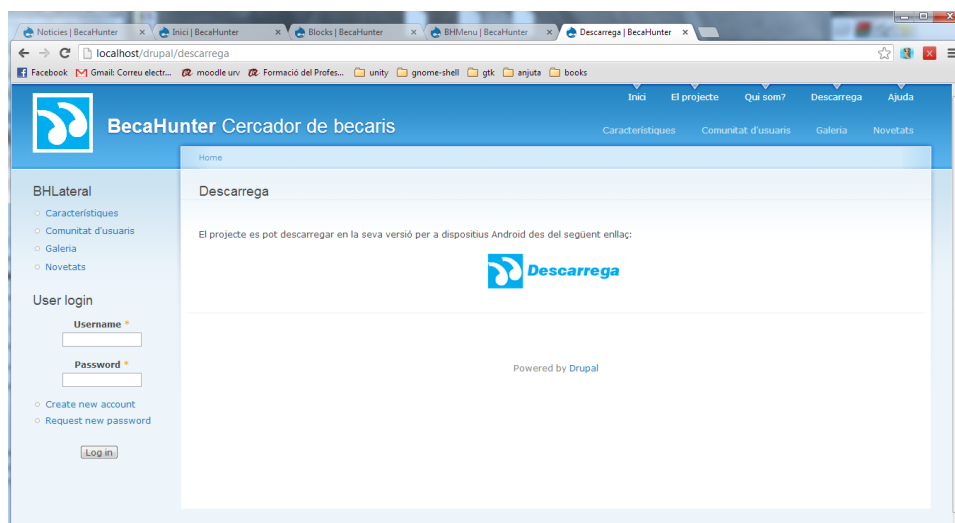 Noticies | BecaHunter
Inici | BecaHunter
Blocks | BecaHunter
BHMenu | BecaHunter
Descarrega | BecaHunter
localhost/drupal/descarrega
Facebook
Gmail: Correu electr...
moodle urv
Formació del Profes...
unity
gnome-shell
gtk
anjuta
books
Inici
El projecte
Qui som?
Descarrega
Ajuda
BecaHunter Cercador de becaris
Característiques
Comunitat d'usuaris
Galeria
Novetats
Home
BHLateral
Característiques
Comunitat d'usuaris
Galeria
Novetats
User login
Username *
Password *
Create new account
Request new password
Log in
Descarrega
El projecte es pot descarregar en la seva versió per a dispositius Android des del següent enllaç:
Descarrega
Powered by Drupal